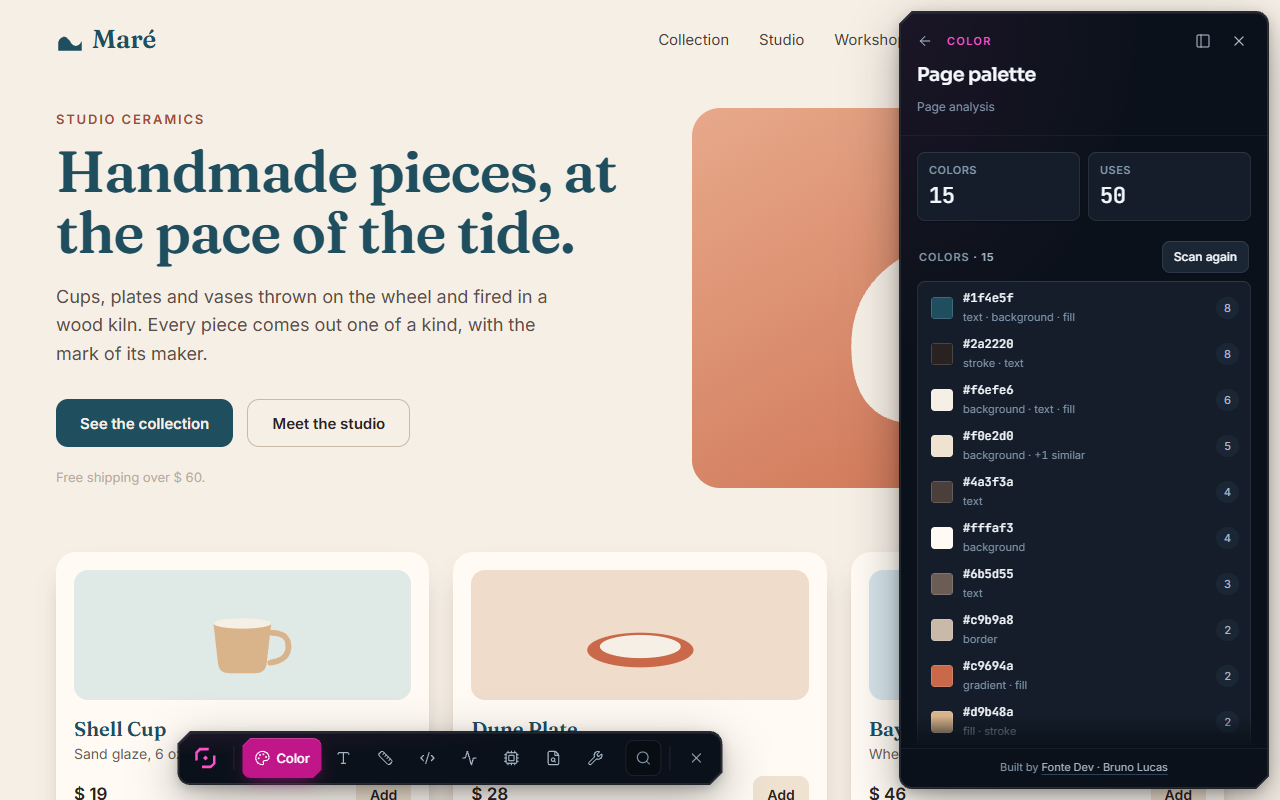 Maré
Collection
Studio
STUDIO CERAMICS
Handmade pieces, at
the pace of the tide.
Cups, plates and vases thrown on the wheel and fired in a
wood kiln. Every piece comes out one of a kind, with the
mark of its maker.
See the collection
Meet the studio
Free shipping over $ 60.
Shell Cup
Sand glaze, 6
$ 19
Add
Dune Plate
$ 28
Add
$ 46
Add
Color
COLOR
Page palette
Page analysis
COLORS
15
USES
50
COLORS · 15
Scan again
#1f4e5f
text · background · fill
8
#2a2220
stroke · text
8
#f6efe6
background · text · fill
6
#f0e2d0
background · +1 similar
5
#4a3f3a
text
4
#fffaf3
background
4
#6b5d55
text
3
#c9b9a8
border
2
#c9694a
gradient · fill
2
#d9b48a
fill · stroke
2
Built by Fonte Dev · Bruno Lucas